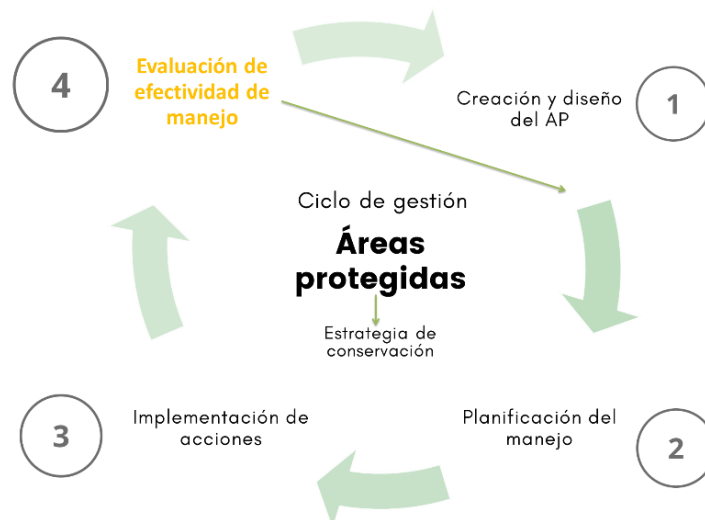 4
Evaluación de
efectividad de
manejo
Creación y diseño
del AP
1
Ciclo de gestión
Áreas
protegidas
Estrategia de
conservación
3
Implementación de
acciones
Planificación del
manejo
2